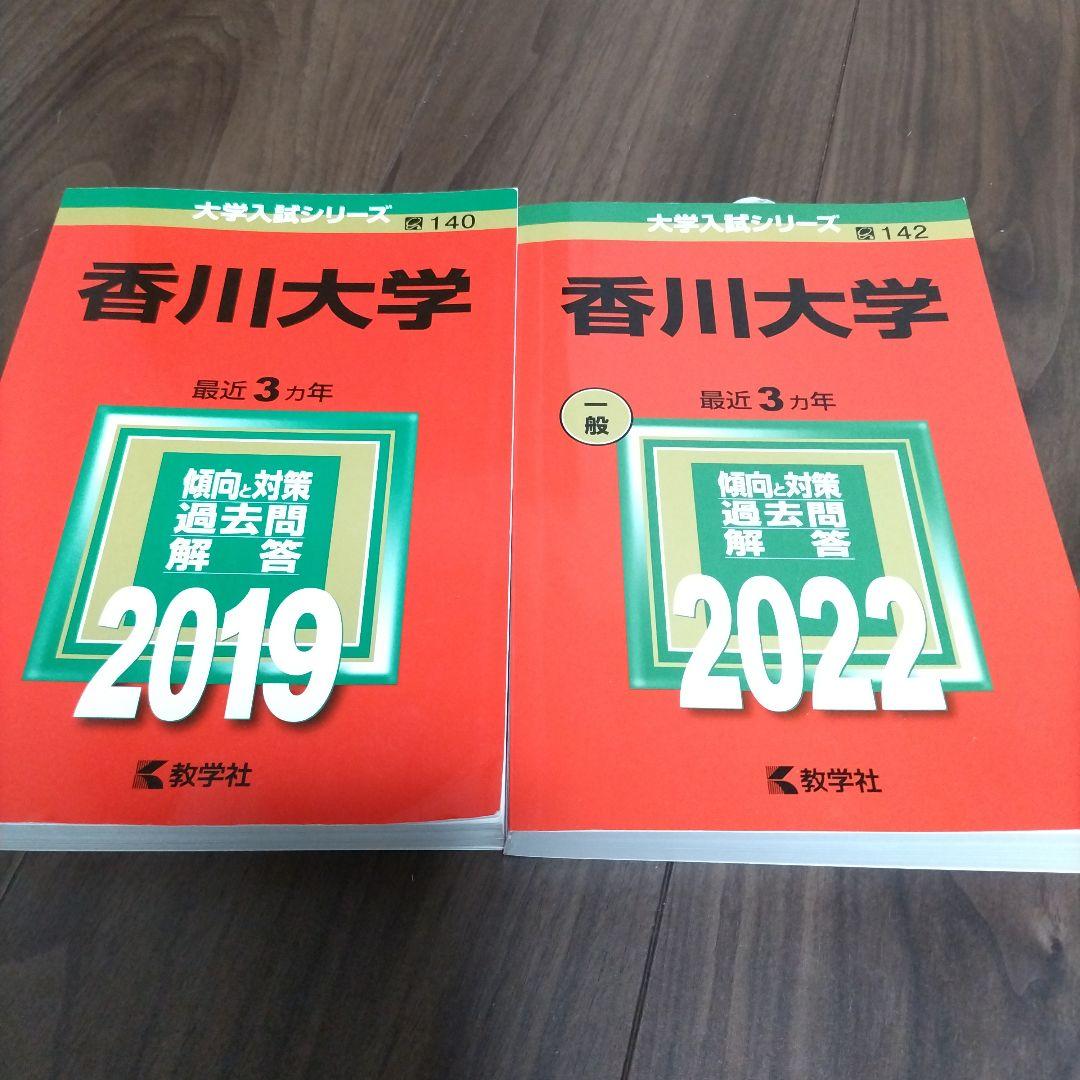 大学入試シリーズ
140
香川大学
最近3カ年
傾向と対策
過去問
解答
2019
教学社
大学入試シリーズ
142
香川大学
一般
最近3カ年
傾向と対策
過去問
解答
2022
教学社